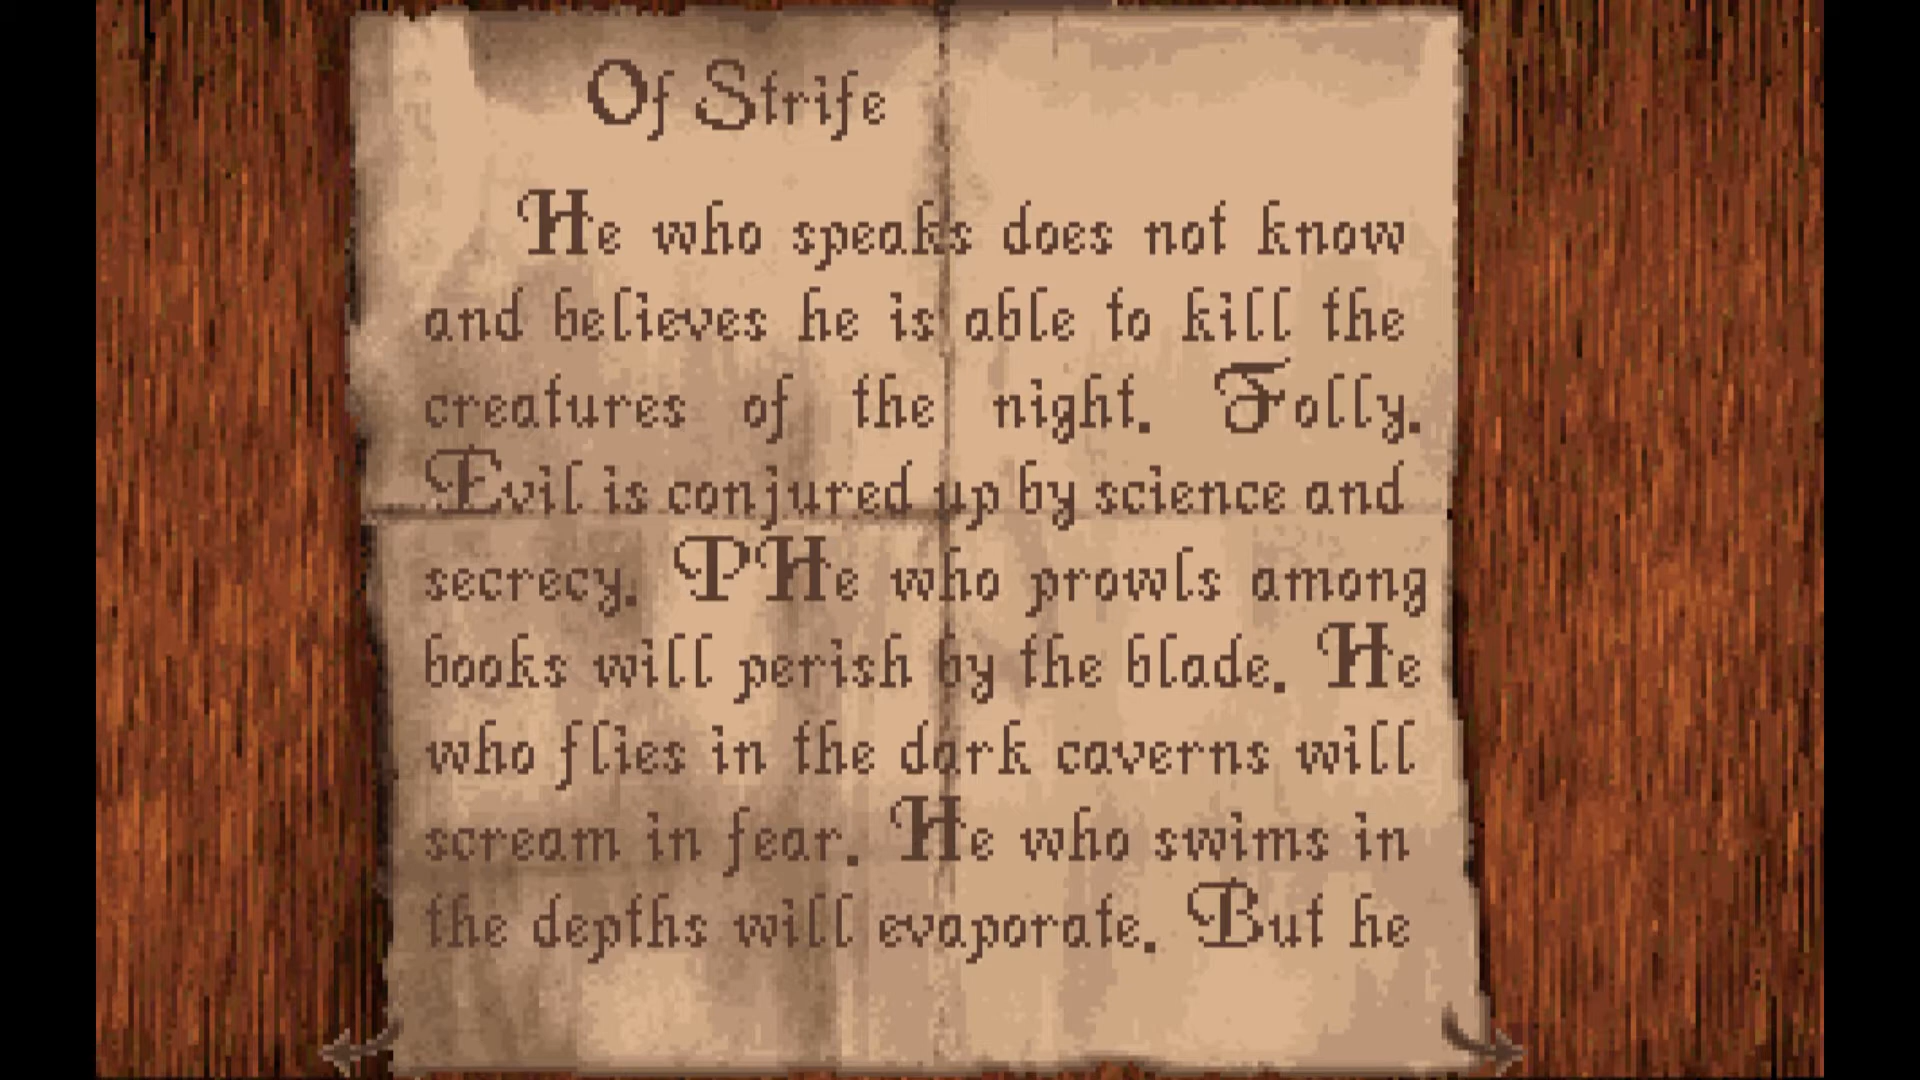 Of Strife
He who speaks does not know
and believes he is able to kill the
creatures of the night. Folly.
Evil is conjured up by science and
secrecy. PHe who prowls among
books will perish by the blade. He
who flies in the dark caverns will
scream in fear. He who swims in
the depths will evaporate. But he